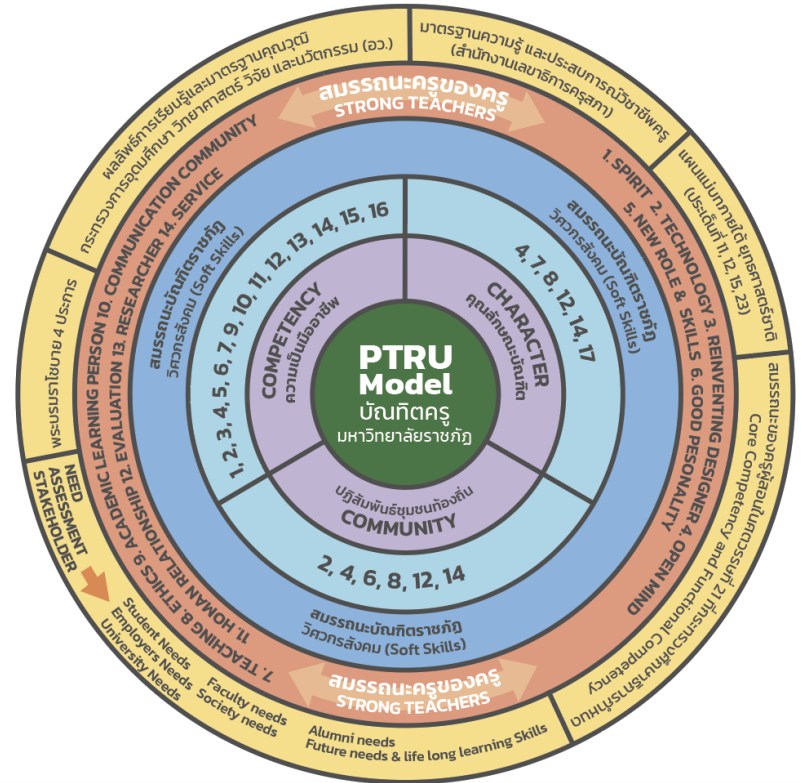 ผลลัพธ์การเรียนรู้และมาตรฐานคุณวุฒิ
กระทรวงการอุดมศึกษา วิทยาศาสตร์ วิจัย และนวัตกรรม (อว.)
มาตรฐานความรู้ และประสบการณ์วิชาชีพครู
(สำนักงานเลขาธิการคุรุสภา)
แผนแม่บทภายใต้ ยุทธศาสตร์ชาติ
(ประเด็นที่ 11, 12, 15, 23)
สมรรถนะของครูผู้สอนในศตวรรษที่ 21 ที่กระทรวงศึกษาธิการกำหนด
Core Competency and Functional Competency
พระบรมราโชบาย 4 ประการ
NEED
ASSESSMENT
STAKEHOLDER
Student Needs
Employers Needs
University Needs
Faculty needs
Society needs
Alumni needs
Future needs & life long learning Skills
สมรรถนะครูของครู
STRONG TEACHERS
1. SPIRIT 2. TECHNOLOGY 3. REINVENTING DESIGNER 4. OPEN MIND
5. NEW ROLE & SKILLS 6. GOOD PESONALITY
7. TEACHING 8. ETHICS 9. ACADEMIC LEARNING PERSON 10. COMMUNICATION COMMUNITY
11. HOMAN RELATIONSHIP 12. EVALUATION 13. RESEARCHER 14. SERVICE
สมรรถนะครูของครู
STRONG TEACHERS
สมรรถนะบัณฑิตราชภัฏ
วิศวกรสังคม (Soft Skills)
สมรรถนะบัณฑิตราชภัฏ
วิศวกรสังคม (Soft Skills)
สมรรถนะบัณฑิตราชภัฏ
วิศวกรสังคม (Soft Skills)
1, 2, 3, 4, 5, 6, 7, 9, 10, 11, 12, 13, 14, 15, 16
4, 7, 8, 12, 14, 17
2, 4, 6, 8, 12, 14
COMPETENCY
ความเป็นมืออาชีพ
CHARACTER
คุณลักษณะบัณฑิต
ปฏิสัมพันธ์ชุมชนท้องถิ่น
COMMUNITY
PTRU
Model
บัณฑิตครู
มหาวิทยาลัยราชภัฏ